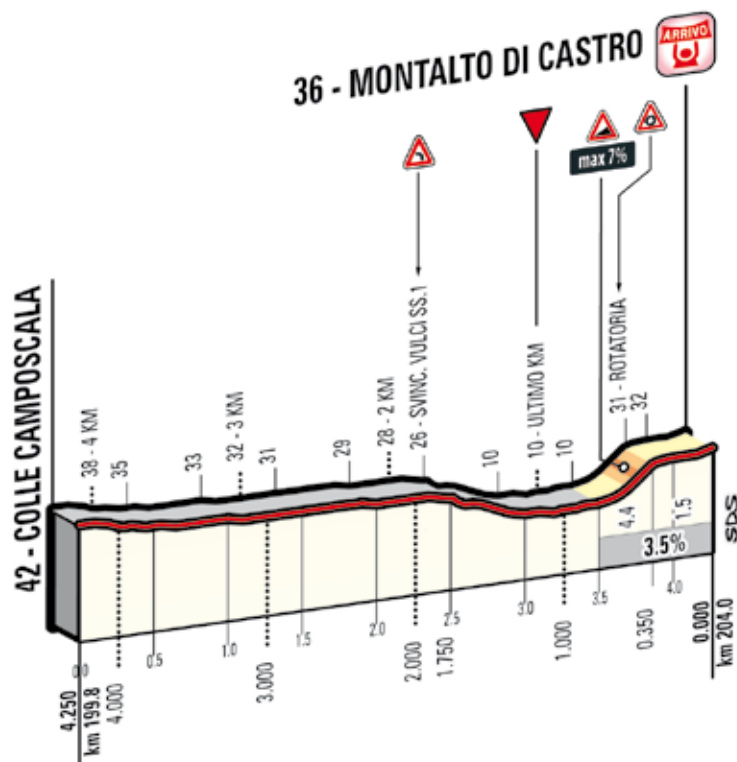 36 - MONTALTO DI CASTRO
ARRIVO
max 7%
42 - COLLE CAMPOSCALA
38 - 4 KM
35
33
32 - 3 KM
31
29
28 - 2 KM
26 - SVINC. VULCI SS.1
10
10 - ULTIMO KM
10
31 - ROTATORIA
32
4.4
1.5
3.5%
SDS
0.0
0.5
1.0
1.5
2.0
2.5
3.0
3.5
4.0
4.250
km 199.8
4.000
3.000
2.000
1.750
1.000
0.350
0.000
km 204.0